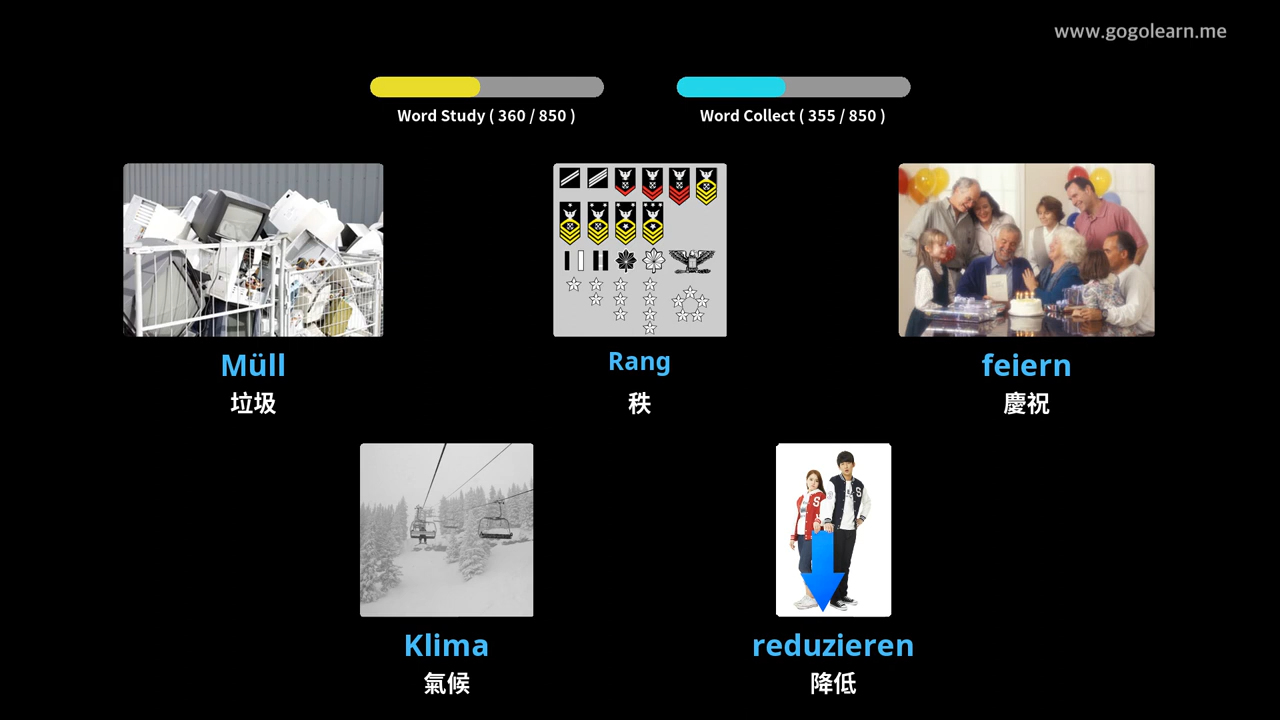 www.gogolearn.me
Word Study ( 360 / 850 )
Word Collect ( 355 / 850 )
Müll
垃圾
Rang
秩
feiern
慶祝
Klima
氣候
reduzieren
降低